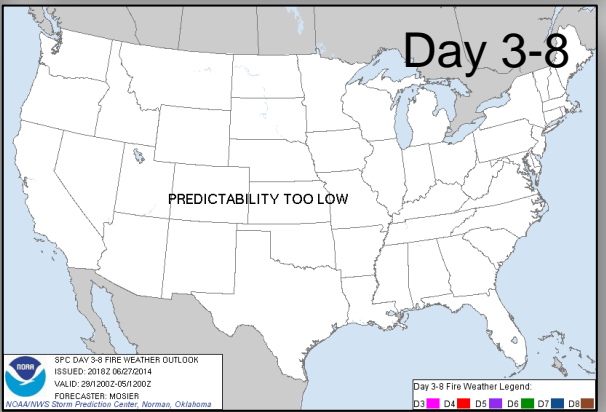 Day 3-8
PREDICTABILITY TOO LOW
NOAA
SPC DAY 3-8 FIRE WEATHER OUTLOOK
ISSUED: 2018Z 06/27/2014
VALID: 29/1200Z-05/1200Z
FORECASTER: MOSIER
NOAA/NWS Storm Prediction Center, Norman, Oklahoma
Day 3-8 Fire Weather Legend:
D3 D4 D5 D6 D7 D8